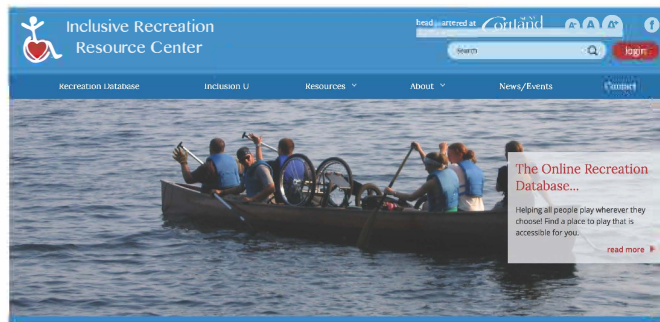 Inclusive Recreation
Resource Center
headquartered at Cortland A- A A+ f
Search
login
Recreation Database Inclusion U Resources About News/Events Contact
The Online Recreation
Database...
Helping all people play wherever they
choose! Find a place to play that is
accessible for you.
read more